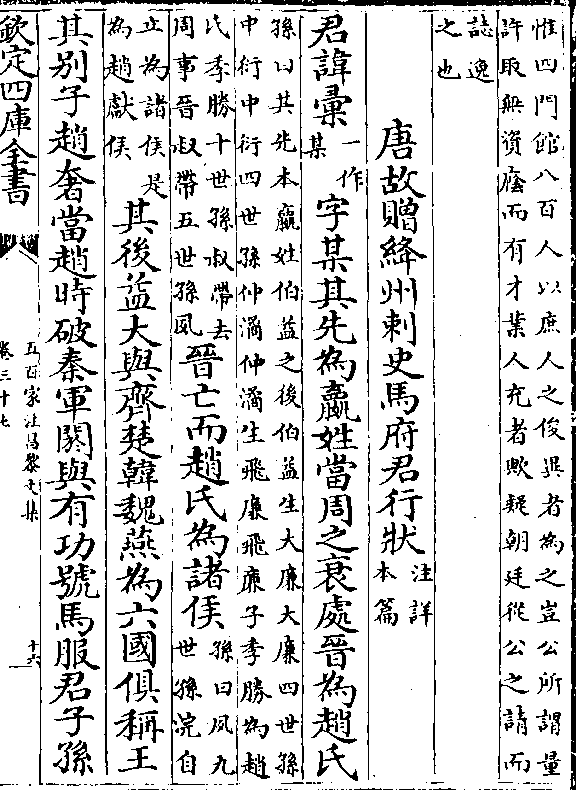 惟四門館八百人以庶人之俊異者為之豈公所謂量
許取無資廕而有才業人充者歟疑朝廷從公之請而
誌逸
之也
唐故贈絳州刺史馬府君行狀注詳本篇
君諱彚一作某字某其先為嬴姓當周之衰處晉為趙氏
孫曰其先本嬴姓伯益之後伯益生大廉大廉四世孫
中衍中衍四世孫仲潏仲潏生飛廉飛廉子季勝為趙
氏季勝十世孫叔帶去周事晉叔帶五世孫夙晉亡而趙氏為諸侯孫曰夙九世孫浣自
立為諸侯是為趙獻侯其後益大與齊楚韓魏燕為六國俱稱王
其别子趙奢當趙時破秦軍閼與有功號馬服君子孫
欽定四庫全書
五百家注昌黎文集
卷三十七
十六